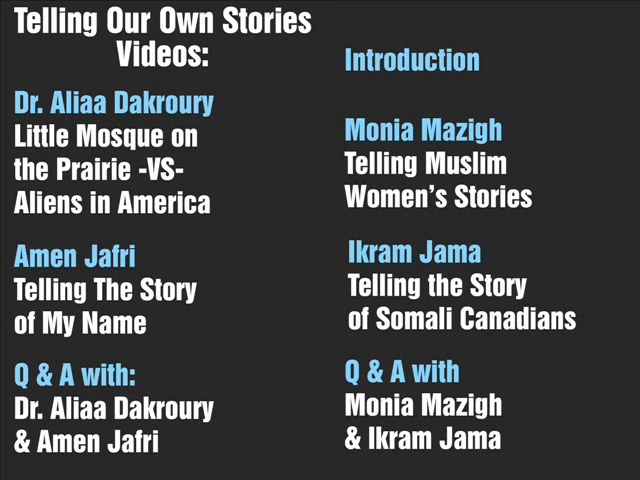 Telling Our Own Stories
Videos:
Dr. Aliaa Dakroury
Little Mosque on
the Prairie -VS-
Aliens in America
Amen Jafri
Telling The Story
of My Name
Q & A with:
Dr. Aliaa Dakroury
& Amen Jafri
Introduction
Monia Mazigh
Telling Muslim
Women's Stories
Ikram Jama
Telling the Story
of Somali Canadians
Q & A with
Monia Mazigh
& Ikram Jama